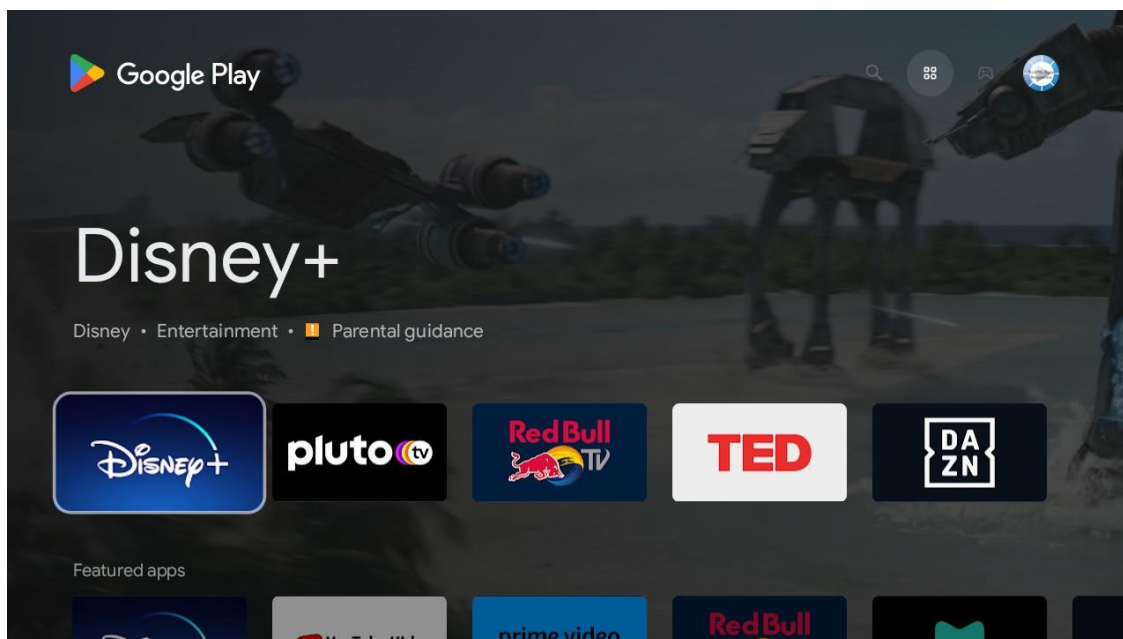 Google Play
Disney+
Disney • Entertainment • Parental guidance
Disney+
pluto tv
Red Bull
TV
TED
DA
ZN
Featured apps
prime video
Red Bull